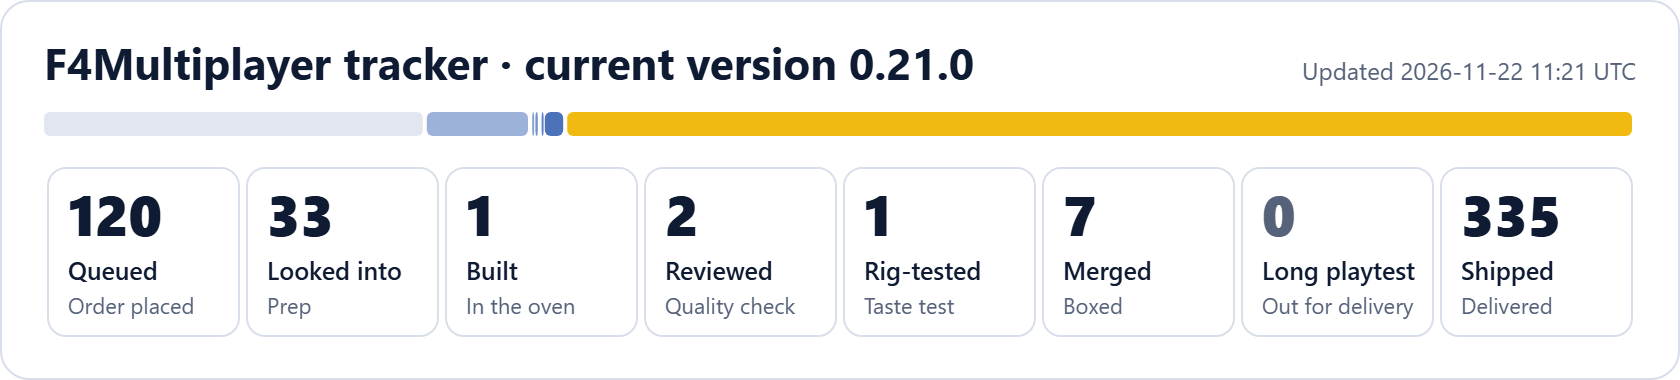 F4Multiplayer tracker · current version 0.21.0
Updated 2026-11-22 11:21 UTC
120
Queued
Order placed
33
Looked into
Prep
1
Built
In the oven
2
Reviewed
Quality check
1
Rig-tested
Taste test
7
Merged
Boxed
0
Long playtest
Out for delivery
335
Shipped
Delivered